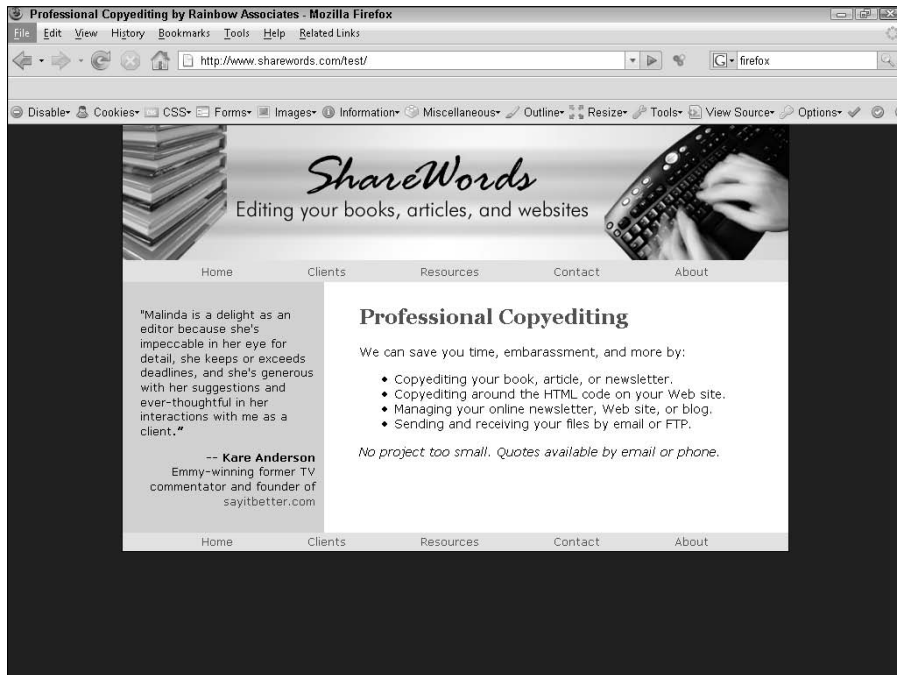 Professional Copyediting by Rainbow Associates - Mozilla Firefox
File Edit View History Bookmarks Tools Help Related Links
http://www.sharewords.com/test/ G firefox
Disable Cookies CSS Forms Images Information Miscellaneous Outline Resize Tools View Source Options
ShareWords
Editing your books, articles, and websites
Home Clients Resources Contact About
"Malinda is a delight as an
editor because she's
impeccable in her eye for
detail, she keeps or exceeds
deadlines, and she's generous
with her suggestions and
ever-thoughtful in her
interactions with me as a
client."
-- Kare Anderson
Emmy-winning former TV
commentator and founder of
sayitbetter.com
Professional Copyediting
We can save you time, embarassment, and more by:
• Copyediting your book, article, or newsletter.
• Copyediting around the HTML code on your Web site.
• Managing your online newsletter, Web site, or blog.
• Sending and receiving your files by email or FTP.
No project too small. Quotes available by email or phone.
Home Clients Resources Contact About